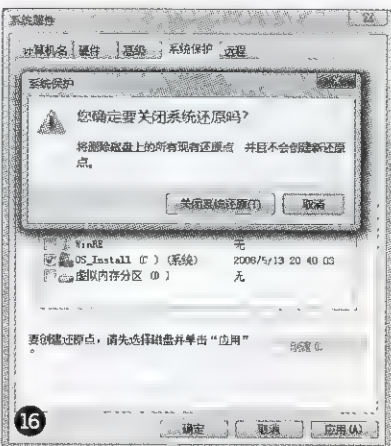 系统属性
计算机名 硬件 高级 系统保护 远程
系统保护
您确定要关闭系统还原吗?
将删除磁盘上的所有现有还原点 并且不会创建新还原
点。
关闭系统还原(T) 取消
WinRE 无
OS_Install (C ) (系统) 2008/5/13 20 40 03
虚拟内存分区 (D ) 无
要创建还原点,请先选择磁盘并单击“应用”
。
16
确定 取消 应用(A)